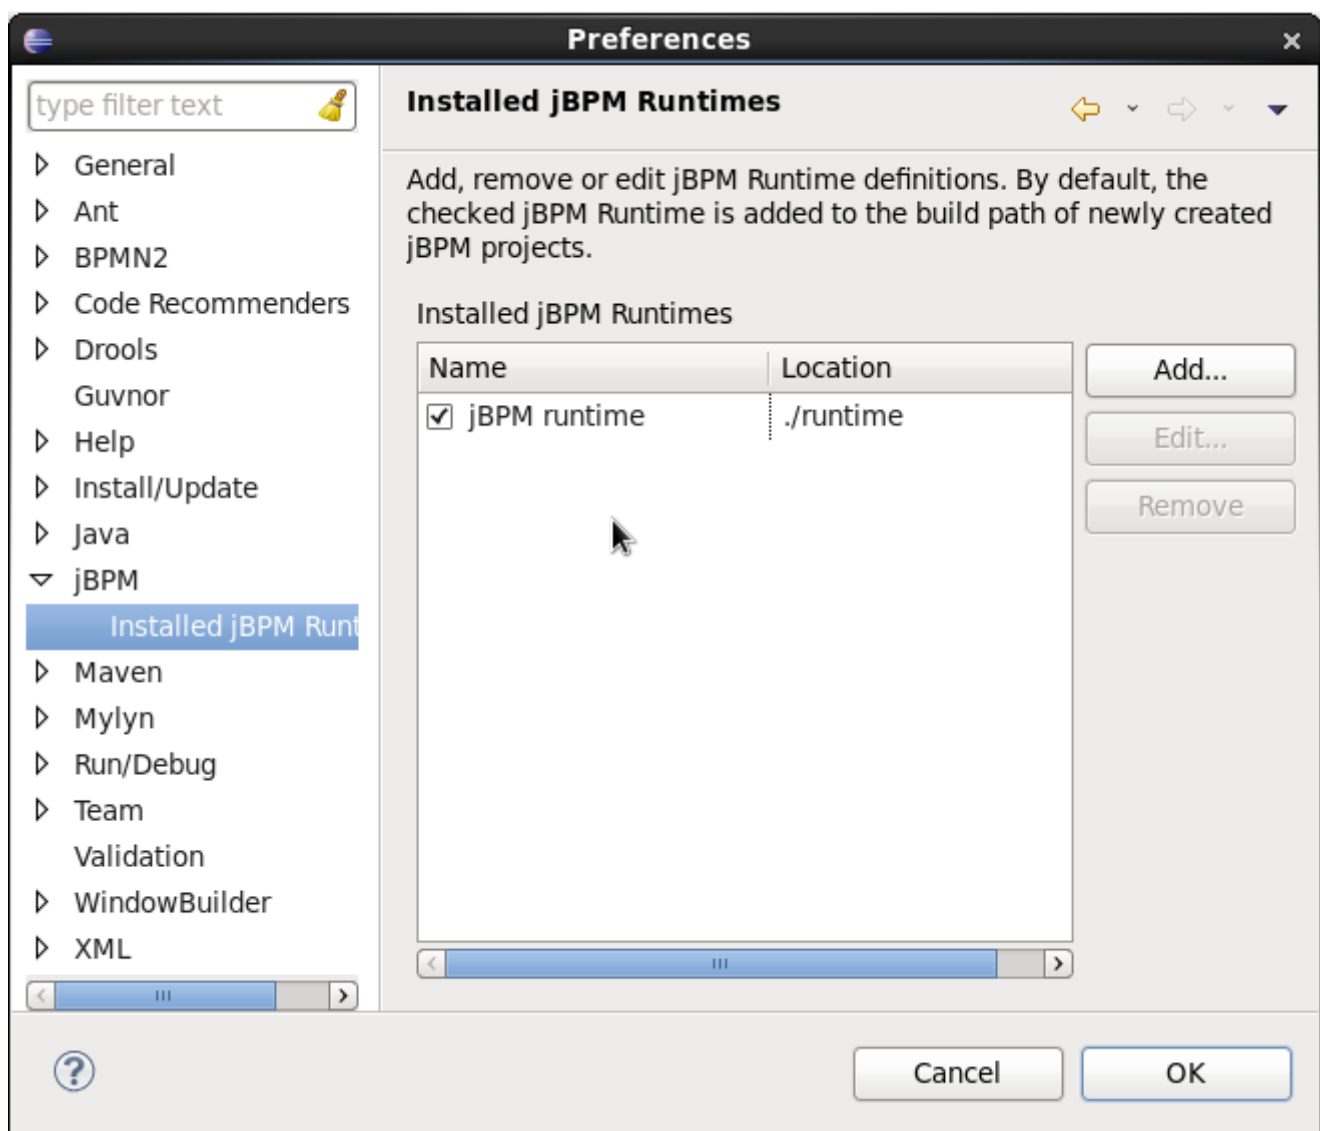 Preferences
type filter text
General
Ant
BPMN2
Code Recommenders
Drools
Guvnor
Help
Install/Update
Java
jBPM
Installed jBPM Runt
Maven
Mylyn
Run/Debug
Team
Validation
WindowBuilder
XML
Installed jBPM Runtimes
Add, remove or edit jBPM Runtime definitions. By default, the
checked jBPM Runtime is added to the build path of newly created
jBPM projects.
Installed jBPM Runtimes
Name Location
jBPM runtime ./runtime
Add...
Edit...
Remove
Cancel OK